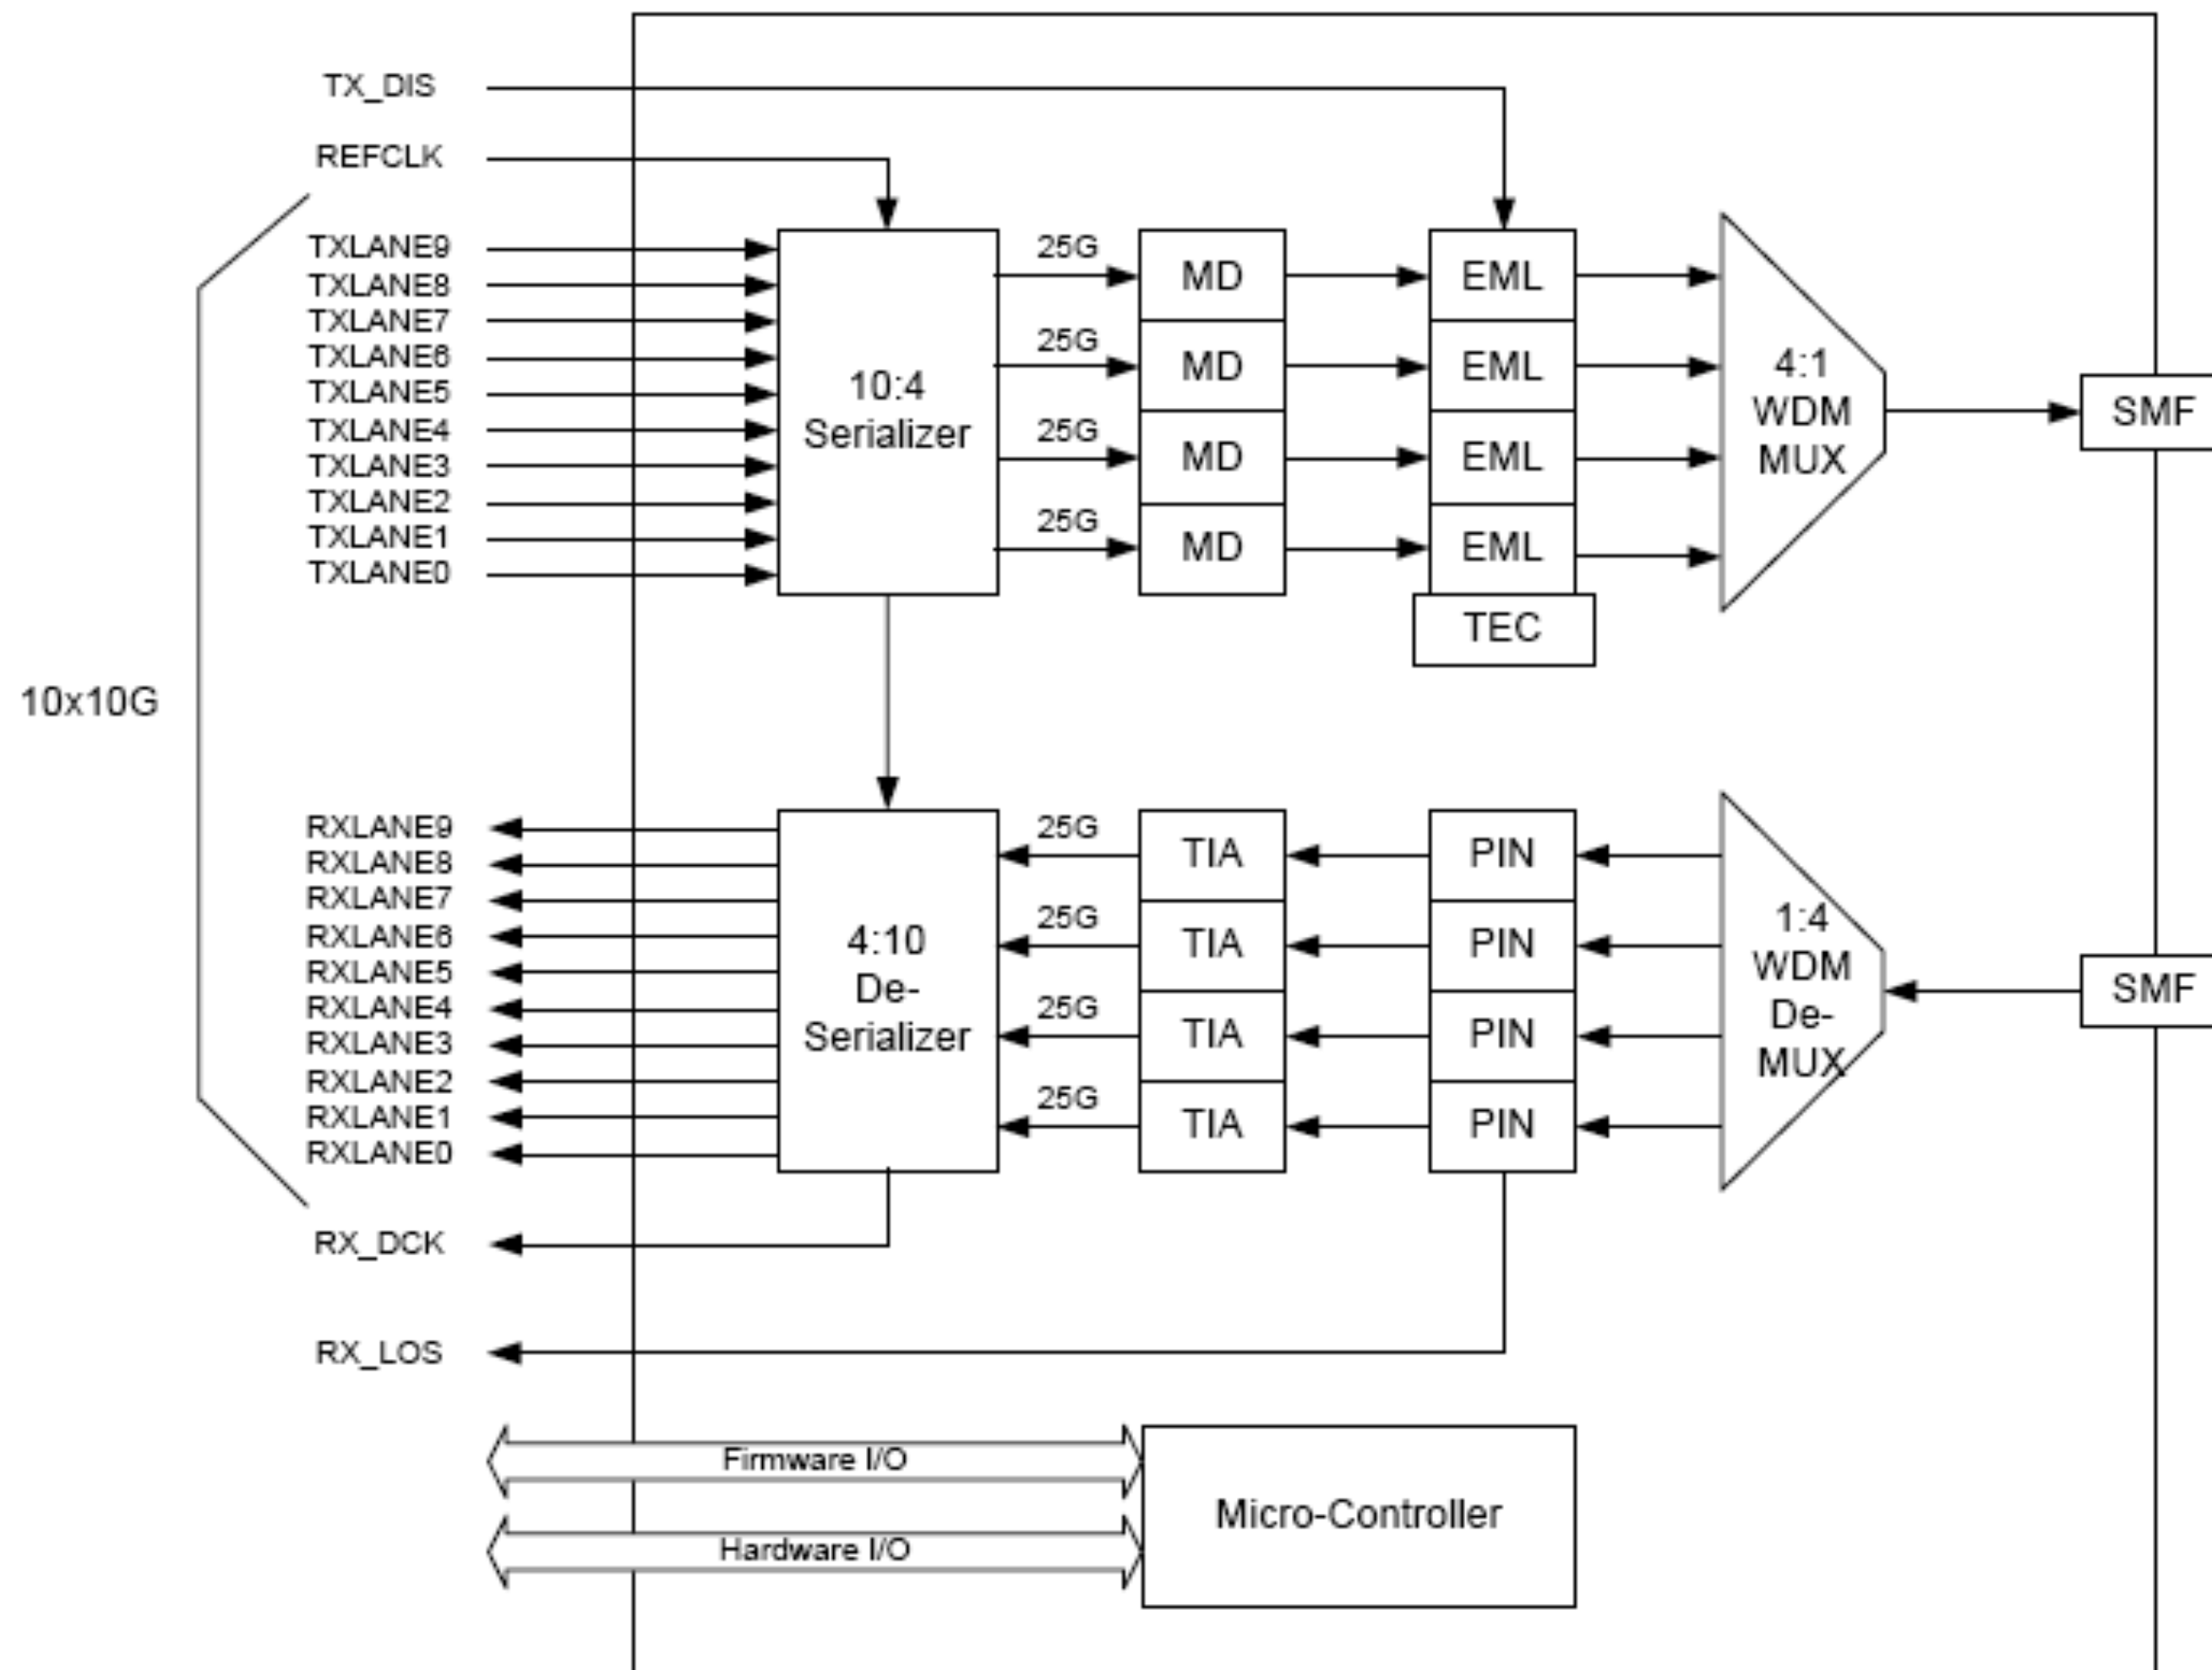 TX_DIS
REFCLK
TXLANE9
TXLANE8
TXLANE7
TXLANE6
TXLANE5
TXLANE4
TXLANE3
TXLANE2
TXLANE1
TXLANE0
10:4
Serializer
25G
25G
25G
25G
MD
MD
MD
MD
EML
EML
EML
EML
TEC
4:1
WDM
MUX
SMF
10x10G
RXLANE9
RXLANE8
RXLANE7
RXLANE6
RXLANE5
RXLANE4
RXLANE3
RXLANE2
RXLANE1
RXLANE0
4:10
De-
Serializer
25G
25G
25G
25G
TIA
TIA
TIA
TIA
PIN
PIN
PIN
PIN
1:4
WDM
De-
MUX
SMF
RX_DCK
RX_LOS
Firmware I/O
Hardware I/O
Micro-Controller